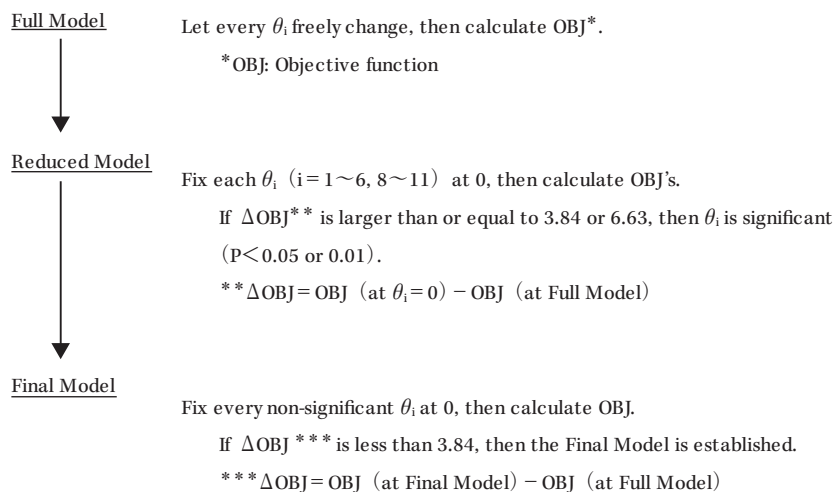 Full Model
Let every θi freely change, then calculate OBJ*.
*OBJ: Objective function
Reduced Model
Fix each θi (i=1〜6, 8〜11) at 0, then calculate OBJ's.
If ΔOBJ** is larger than or equal to 3.84 or 6.63, then θi is significant
(P<0.05 or 0.01).
**ΔOBJ=OBJ (at θi=0) −OBJ (at Full Model)
Final Model
Fix every non-significant θi at 0, then calculate OBJ.
If ΔOBJ *** is less than 3.84, then the Final Model is established.
***ΔOBJ=OBJ (at Final Model) −OBJ (at Full Model)